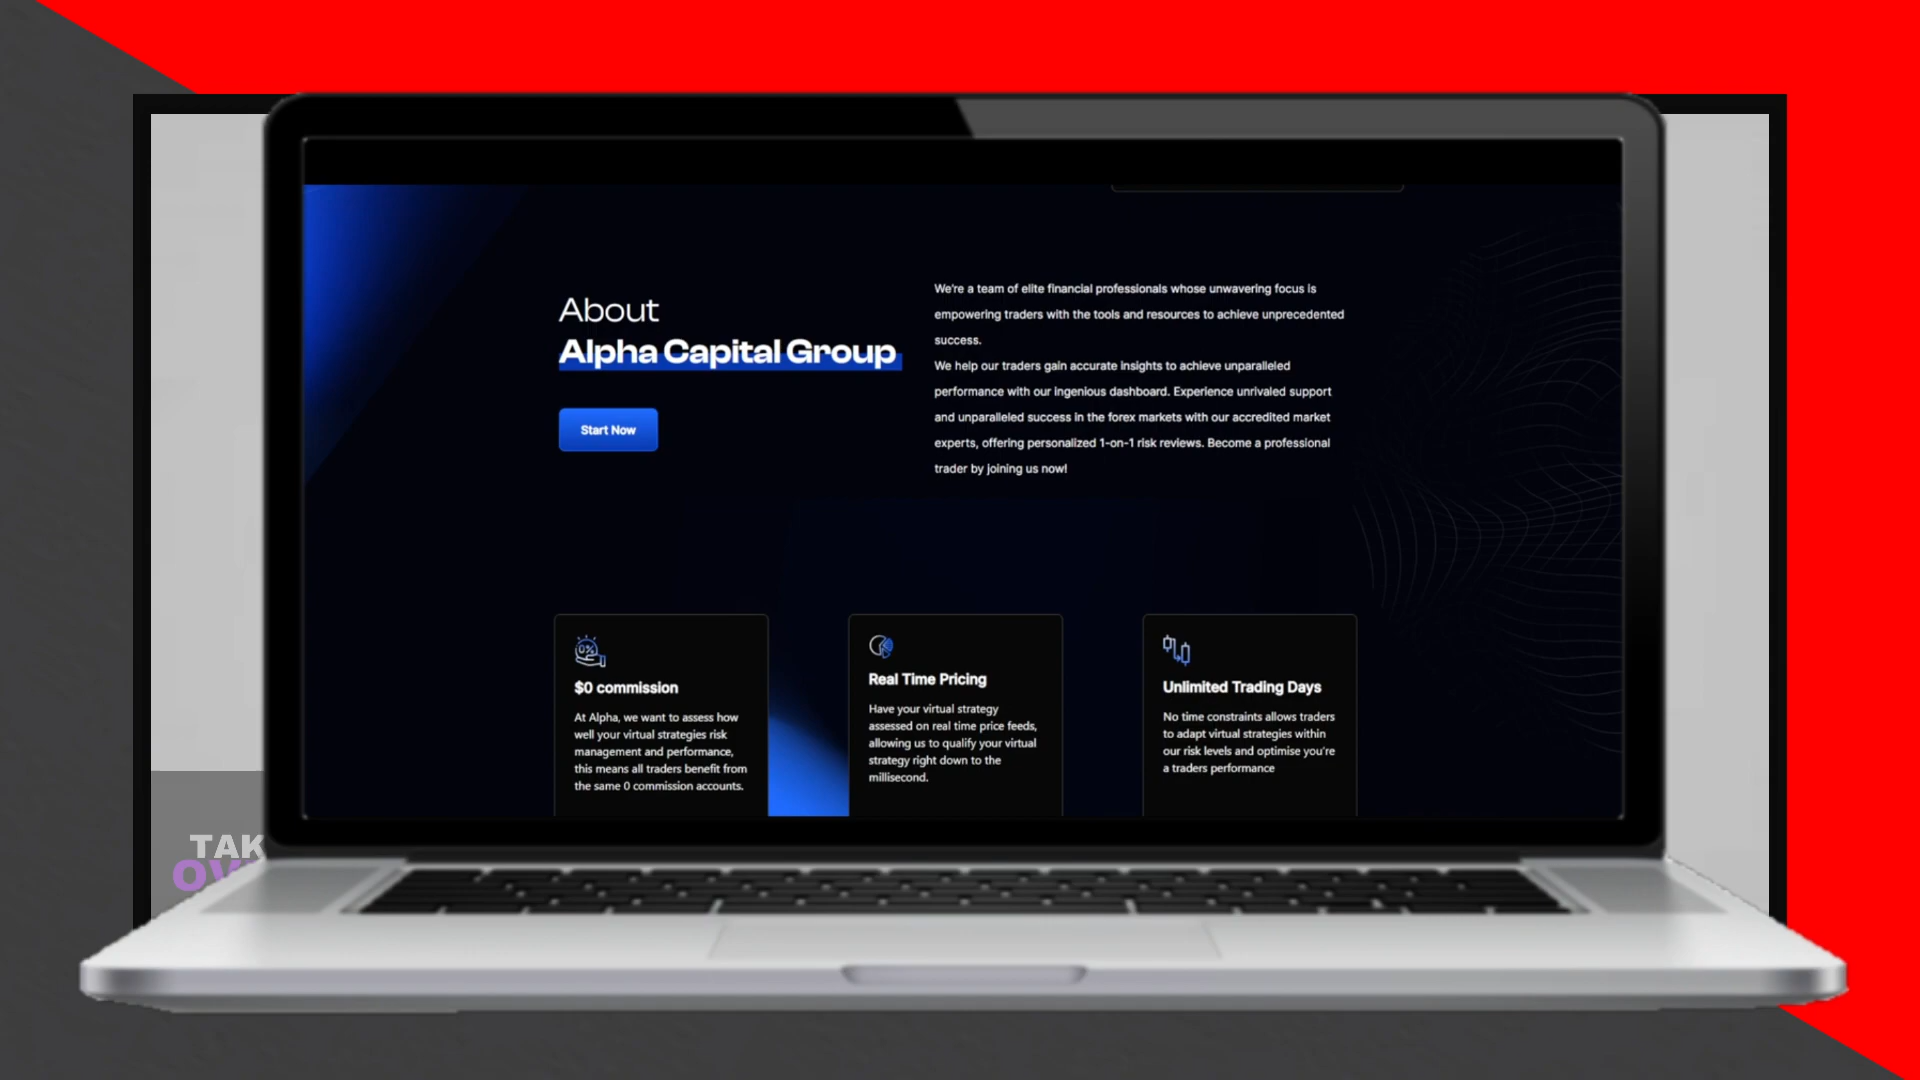 About
Alpha Capital Group
Start Now
We're a team of elite financial professionals whose unwavering focus is
empowering traders with the tools and resources to achieve unprecedented
success.
We help our traders gain accurate insights to achieve unparalleled
performance with our ingenious dashboard. Experience unrivaled support
and unparalleled success in the forex markets with our accredited market
experts, offering personalized 1-on-1 risk reviews. Become a professional
trader by joining us now!
0%
$0 commission
At Alpha, we want to assess how
well your virtual strategies risk
management and performance,
this means all traders benefit from
the same 0 commission accounts.
Real Time Pricing
Have your virtual strategy
assessed on real time price feeds,
allowing us to qualify your virtual
strategy right down to the
millisecond.
Unlimited Trading Days
No time constraints allows traders
to adapt virtual strategies within
our risk levels and optimise you're
a traders performance